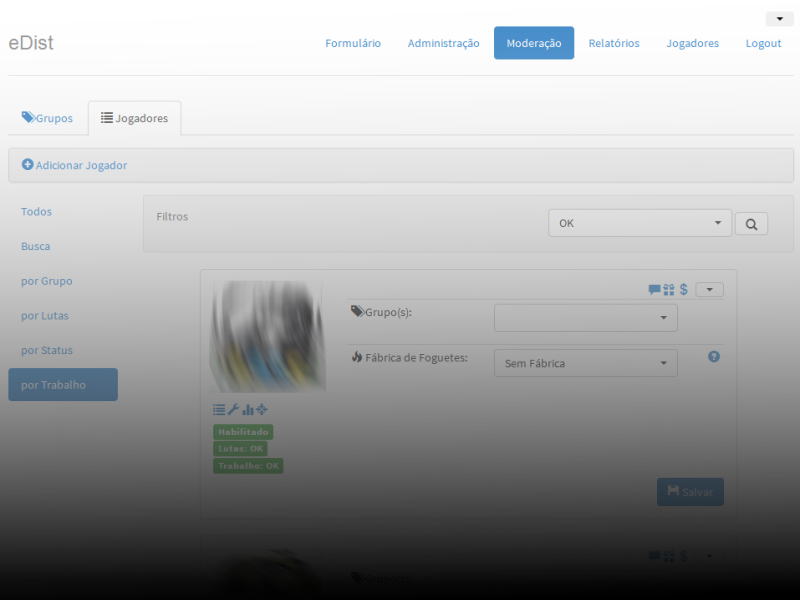 eDist
Formulário Administração Moderação Relatórios Jogadores Logout
Grupos Jogadores
Adicionar Jogador
Todos
Busca
por Grupo
por Lutas
por Status
por Trabalho
Filtros OK
$
Grupo(s):
Fábrica de Foguetes: Sem Fábrica
Habilitado
Lutas: OK
Trabalho: OK
Salvar
$